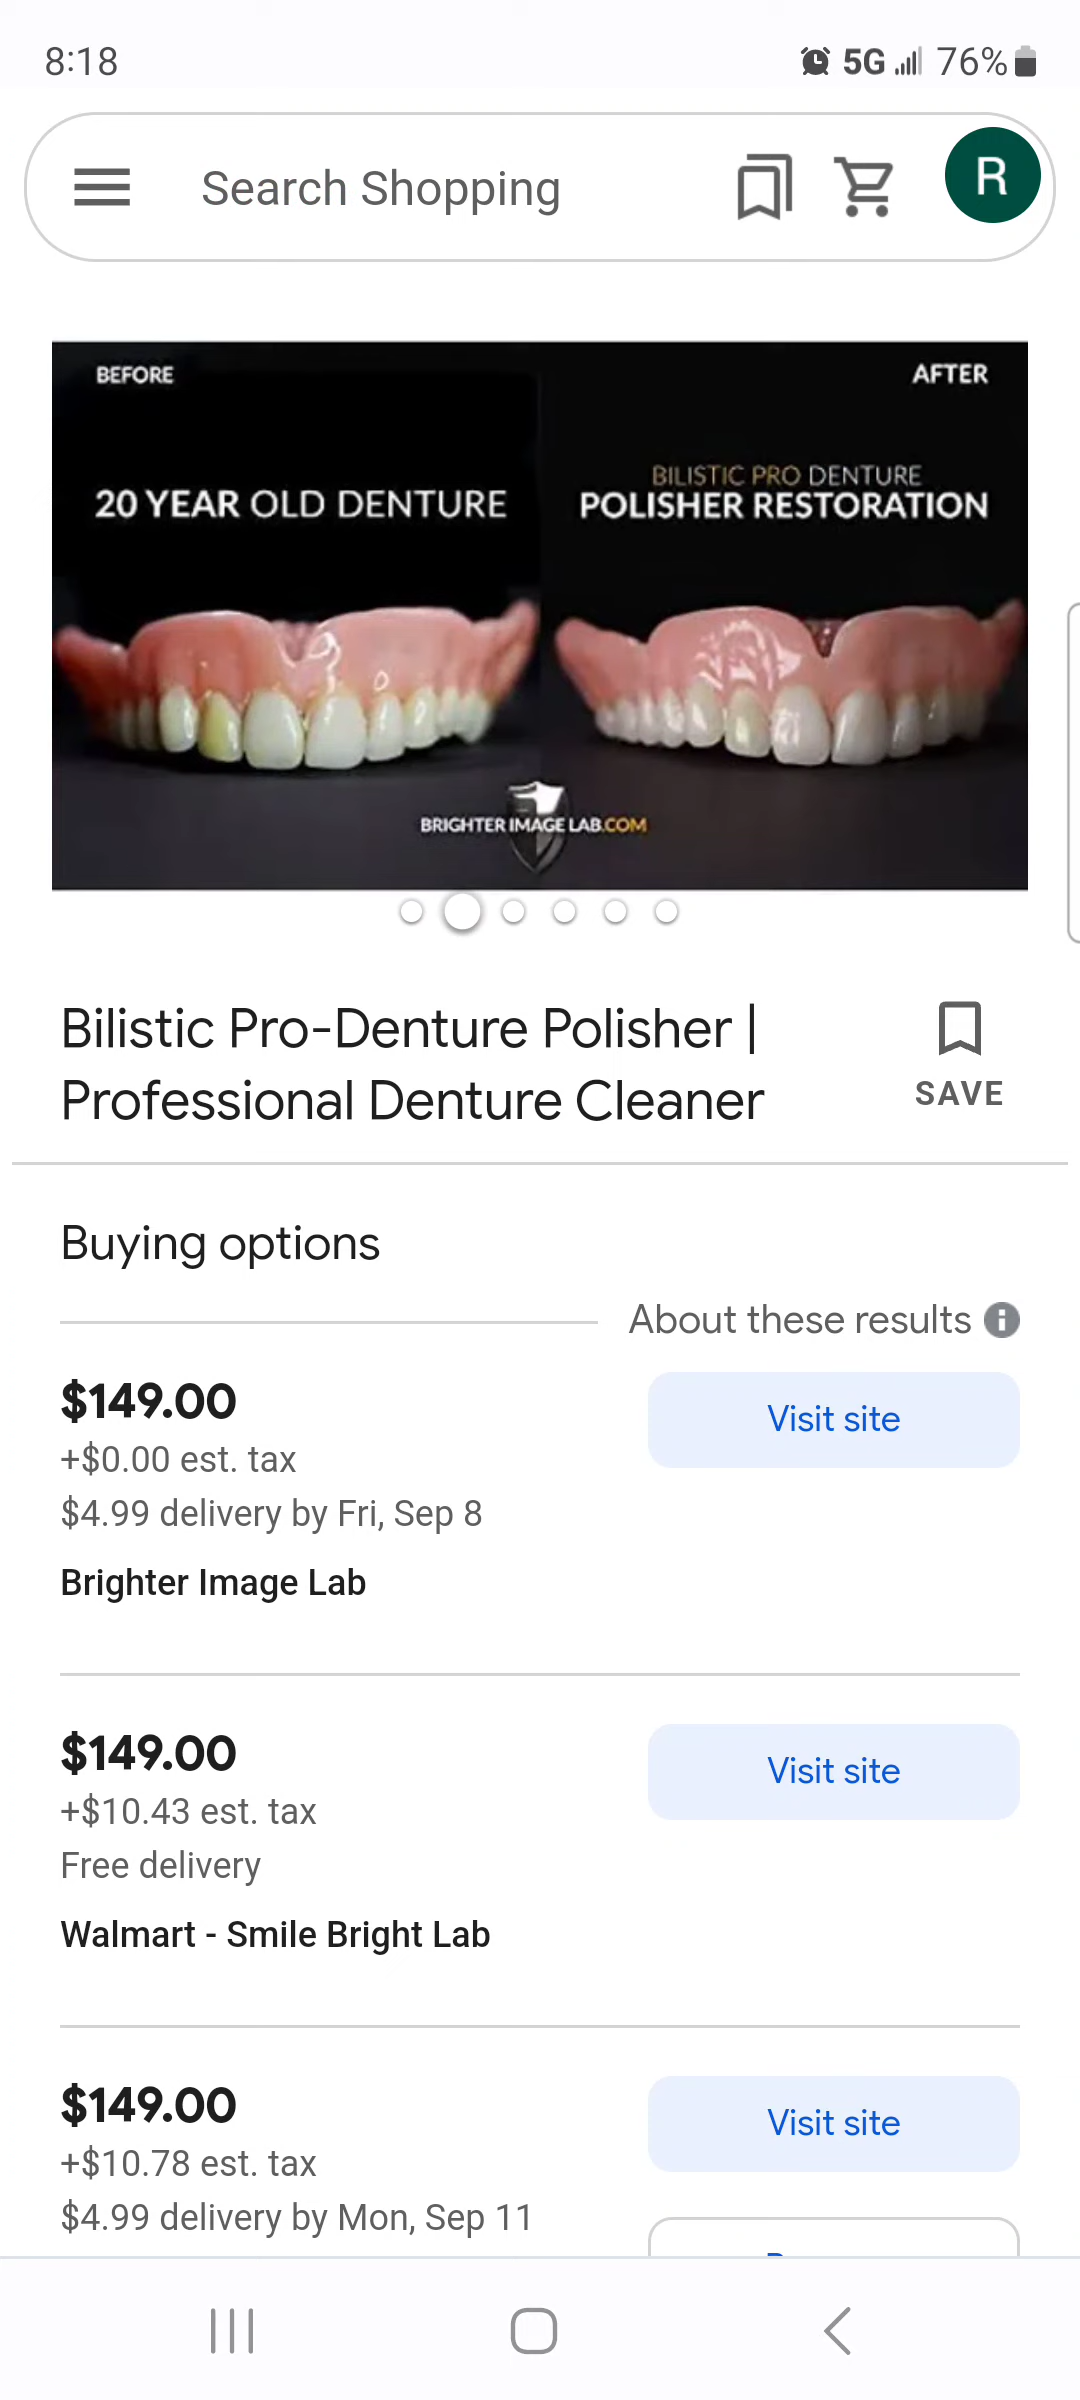 8:18
5G
76%
Search Shopping
R
BEFORE
AFTER
20 YEAR OLD DENTURE
BILISTIC PRO DENTURE
POLISHER RESTORATION
BRIGHTER IMAGE LAB.COM
Bilistic Pro-Denture Polisher |
Professional Denture Cleaner
SAVE
Buying options
About these results
$149.00
Visit site
+$0.00 est. tax
$4.99 delivery by Fri, Sep 8
Brighter Image Lab
$149.00
Visit site
+$10.43 est. tax
Free delivery
Walmart - Smile Bright Lab
$149.00
Visit site
+$10.78 est. tax
$4.99 delivery by Mon, Sep 11